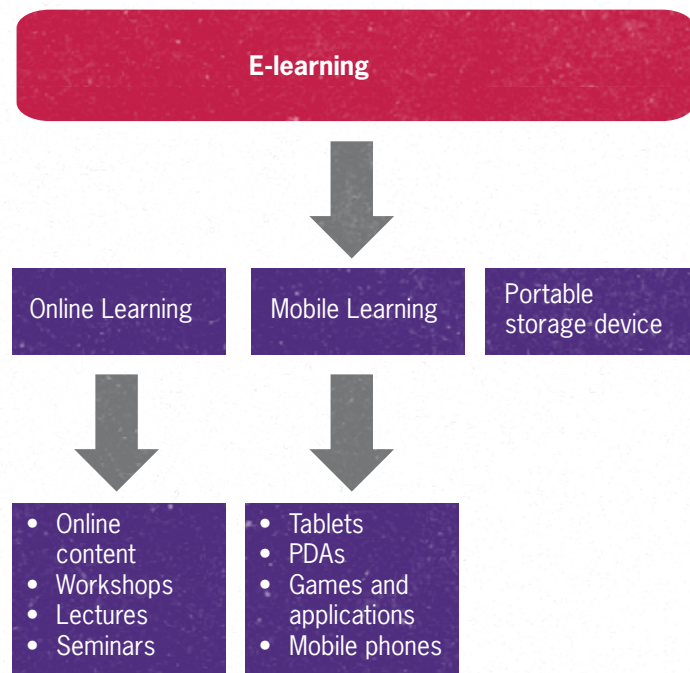 E-learning
Online Learning
Mobile Learning
Portable
storage device
• Online
content
• Workshops
• Lectures
• Seminars
• Tablets
• PDAs
• Games and
applications
• Mobile phones